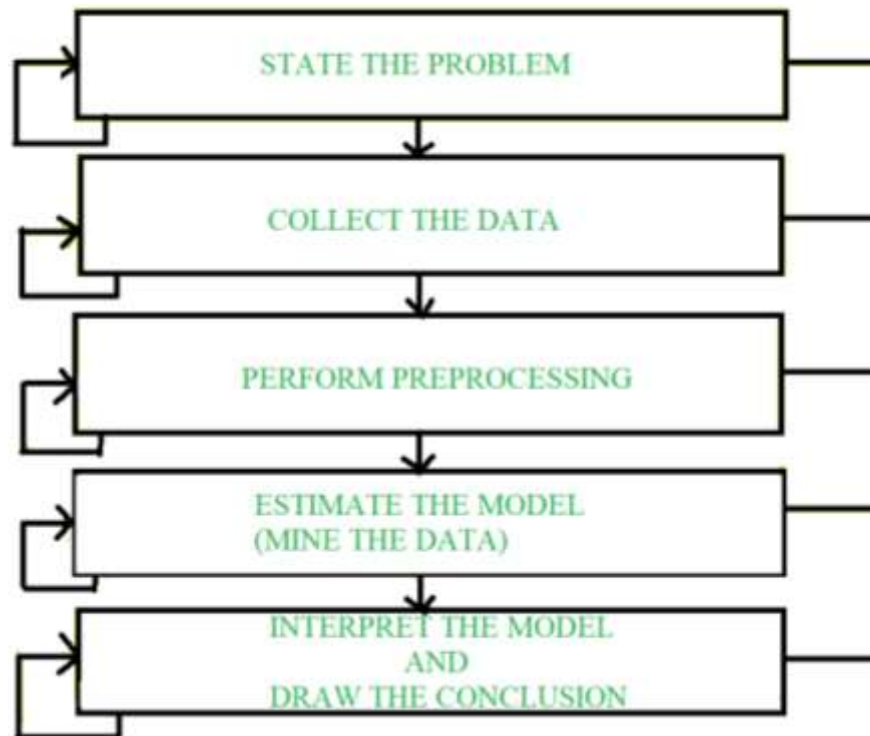 STATE THE PROBLEM
COLLECT THE DATA
PERFORM PREPROCESSING
ESTIMATE THE MODEL
(MINE THE DATA)
INTERPRET THE MODEL
AND
DRAW THE CONCLUSION